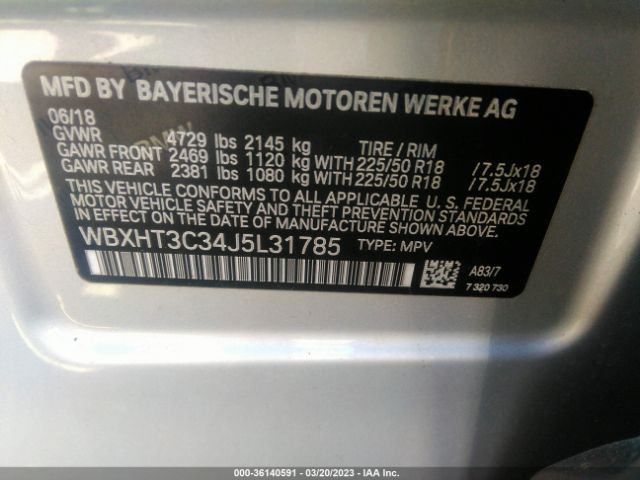 MFD BY BAYERISCHE MOTOREN WERKE AG
06/18
GVWR 4729 lbs 2145 kg TIRE / RIM
GAWR FRONT 2469 lbs 1120 kg WITH 225/50 R18 /7.5Jx18
GAWR REAR 2381 lbs 1080 kg WITH 225/50 R18 /7.5Jx18
THIS VEHICLE CONFORMS TO ALL APPLICABLE U. S. FEDERAL
MOTOR VEHICLE SAFETY, BUMPER, AND THEFT PREVENTION
STANDARDS IN EFFECT ON THE DATE OF MANUFACTURE SHOWN ABOVE.
WBXHT3C34J5L31785 TYPE: MPV
A83/7
7 320 730
000-36140591 — 03/20/2023 — IAA Inc.